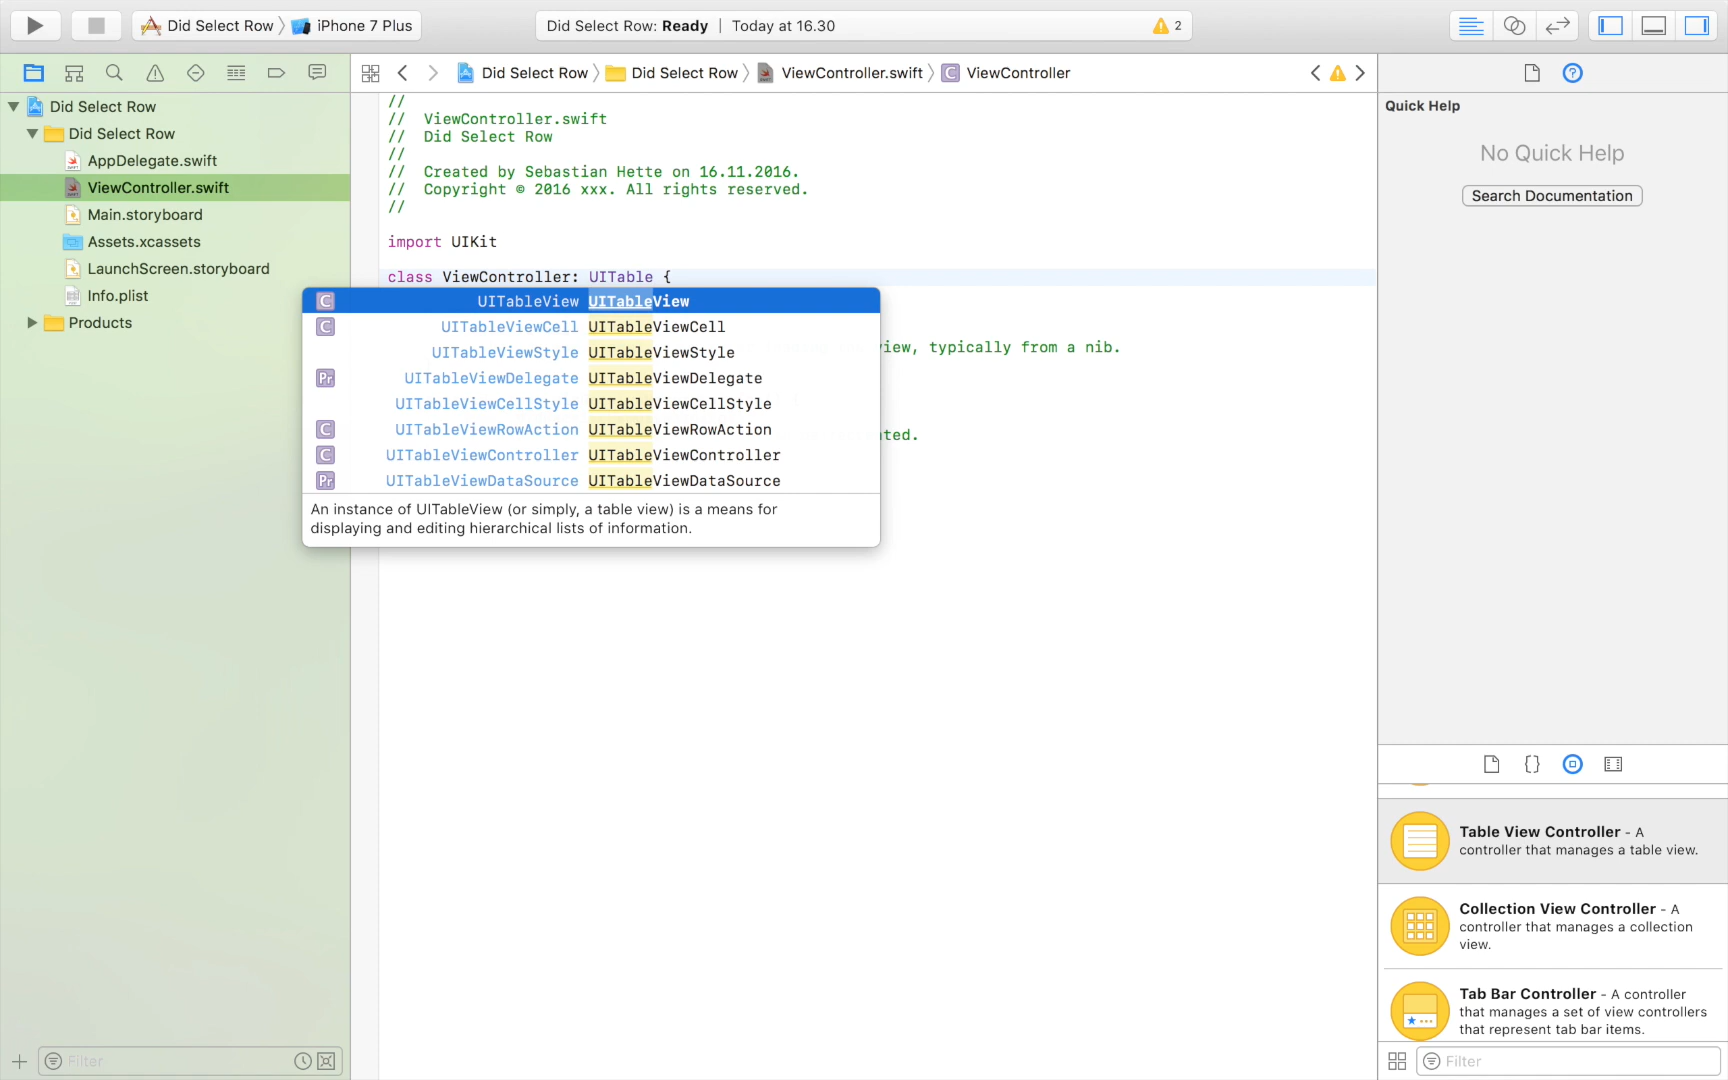 Did Select Row
iPhone 7 Plus
Did Select Row: Ready | Today at 16.30
2
Did Select Row
Did Select Row
ViewController.swift
ViewController
Quick Help
No Quick Help
Search Documentation
Did Select Row
Did Select Row
AppDelegate.swift
ViewController.swift
Main.storyboard
Assets.xcassets
LaunchScreen.storyboard
Info.plist
Products
//
// ViewController.swift
// Did Select Row
//
// Created by Sebastian Hette on 16.11.2016.
// Copyright © 2016 xxx. All rights reserved.
//
import UIKit
class ViewController: UITable {
C UITableView UITableView
C UITableViewCell UITableViewCell
UITableViewStyle UITableViewStyle
iew, typically from a nib.
Pr UITableViewDelegate UITableViewDelegate
UITableViewCellStyle UITableViewCellStyle
C UITableViewRowAction UITableViewRowAction
ted.
C UITableViewController UITableViewController
Pr UITableViewDataSource UITableViewDataSource
An instance of UITableView (or simply, a table view) is a means for
displaying and editing hierarchical lists of information.
Table View Controller - A
controller that manages a table view.
Collection View Controller - A
controller that manages a collection
view.
Tab Bar Controller - A controller
that manages a set of view controllers
that represent tab bar items.
Filter
Filter